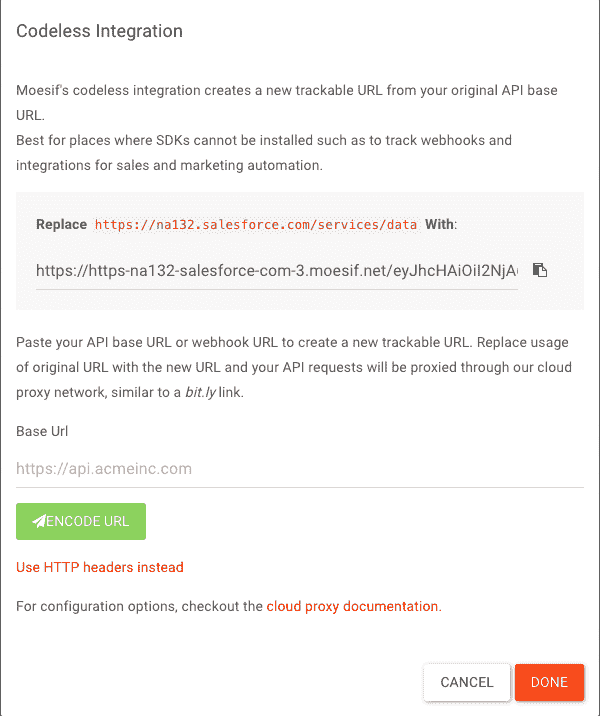 Codeless Integration
Moesif's codeless integration creates a new trackable URL from your original API base
URL.
Best for places where SDKs cannot be installed such as to track webhooks and
integrations for sales and marketing automation.
Replace https://na132.salesforce.com/services/data With:
https://https-na132-salesforce-com-3.moesif.net/eyJhcHAiOiI2NjA
Paste your API base URL or webhook URL to create a new trackable URL. Replace usage
of original URL with the new URL and your API requests will be proxied through our cloud
proxy network, similar to a bit.ly link.
Base Url
https://api.acmeinc.com
ENCODE URL
Use HTTP headers instead
For configuration options, checkout the cloud proxy documentation.
CANCEL DONE